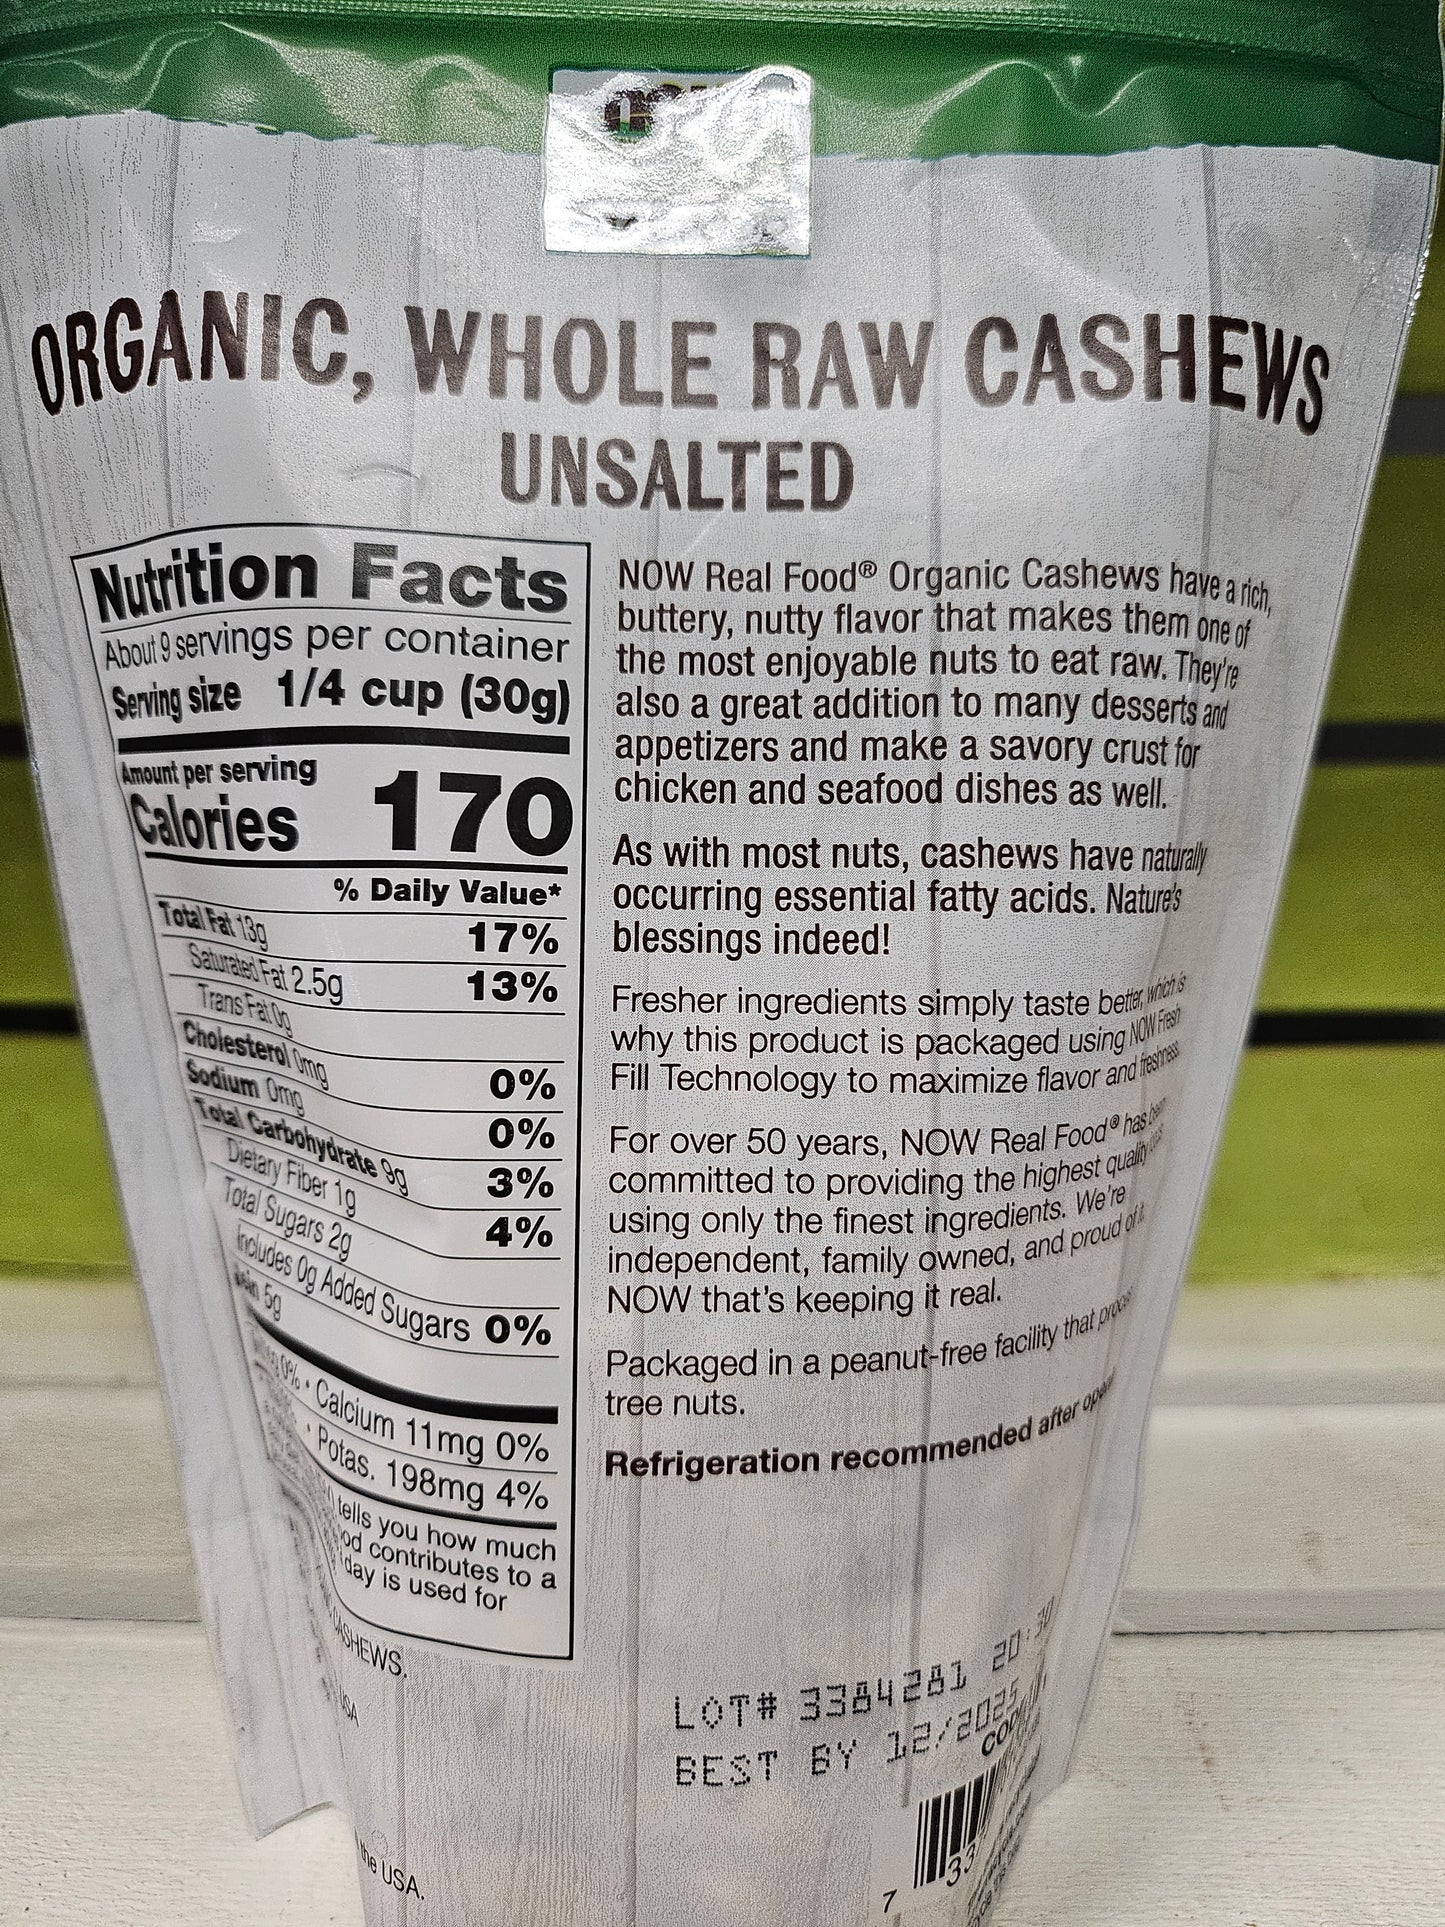 ORGANIC, WHOLE RAW CASHEWS
UNSALTED
Nutrition Facts
About 9 servings per container
Serving size 1/4 cup (30g)
Amount per serving
Calories 170
% Daily Value*
Total Fat 13g 17%
Saturated Fat 2.5g 13%
Trans Fat 0g
Cholesterol 0mg 0%
Sodium 0mg 0%
Total Carbohydrate 9g 3%
Dietary Fiber 1g 4%
Total Sugars 2g
Includes 0g Added Sugars 0%
5g
0% • Calcium 11mg 0%
• Potas. 198mg 4%
tells you how much
contributes to a
day is used for
CASHEWS.
USA
the USA.
NOW Real Food® Organic Cashews have a rich,
buttery, nutty flavor that makes them one of
the most enjoyable nuts to eat raw. They're
also a great addition to many desserts and
appetizers and make a savory crust for
chicken and seafood dishes as well.
As with most nuts, cashews have naturally
occurring essential fatty acids. Nature's
blessings indeed!
Fresher ingredients simply taste better, which is
why this product is packaged using NOW Fresh
Fill Technology to maximize flavor and freshness.
For over 50 years, NOW Real Food® has been
committed to providing the highest quality
using only the finest ingredients. We're
independent, family owned, and proud of it.
NOW that's keeping it real.
Packaged in a peanut-free facility that
tree nuts.
Refrigeration recommended after
LOT# 3384281 20:30
BEST BY 12/2025
7 33